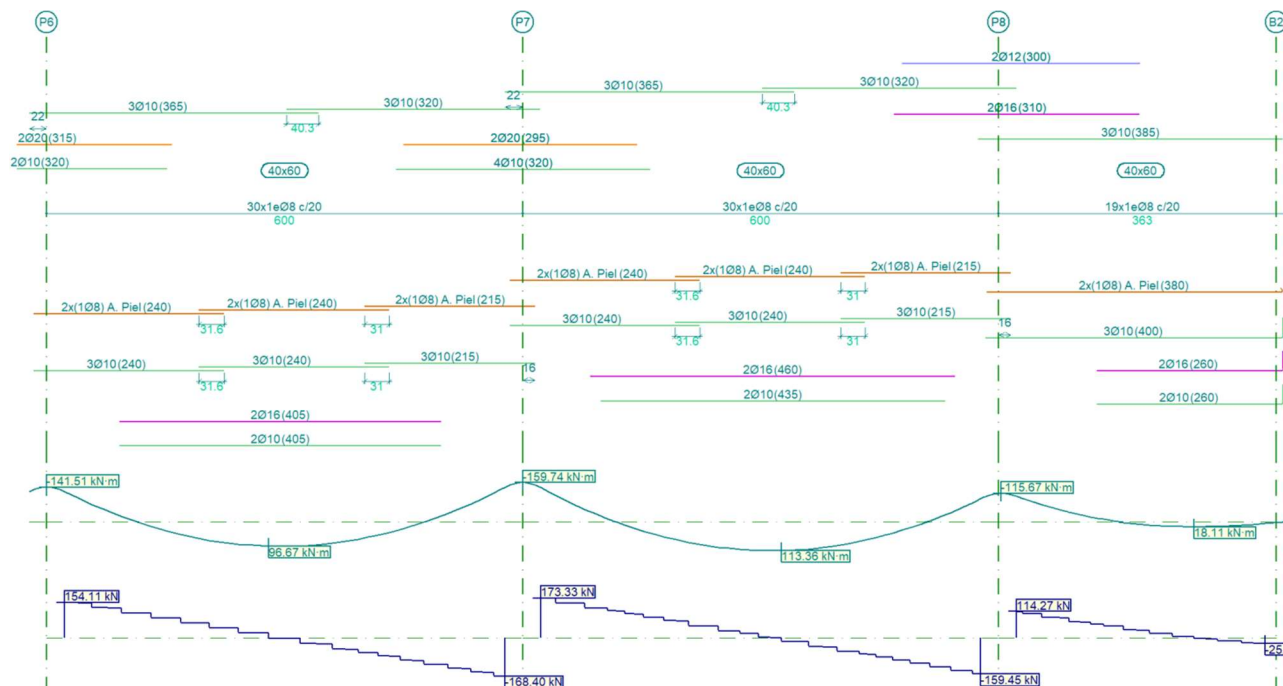 P6
P7
P8
B2
2Ø12(300)
3Ø10(365)
3Ø10(320)
3Ø10(365)
3Ø10(320)
22
40.3
22
40.3
2Ø16(310)
2Ø20(315)
2Ø20(295)
3Ø10(385)
2Ø10(320)
4Ø10(320)
40x60
40x60
40x60
30x1eØ8 c/20
30x1eØ8 c/20
19x1eØ8 c/20
600
600
363
2x(1Ø8) A. Piel(240)
2x(1Ø8) A. Piel(240)
2x(1Ø8) A. Piel(215)
31.6
31
2x(1Ø8) A. Piel(380)
2x(1Ø8) A. Piel(240)
2x(1Ø8) A. Piel(240)
2x(1Ø8) A. Piel(215)
31.6
31
3Ø10(240)
3Ø10(240)
3Ø10(215)
31.6
31
16
3Ø10(400)
3Ø10(240)
3Ø10(240)
3Ø10(215)
31.6
31
16
2Ø16(460)
2Ø16(260)
2Ø10(435)
2Ø10(260)
2Ø16(405)
2Ø10(405)
-141.51 kN·m
-159.74 kN·m
-115.67 kN·m
96.67 kN·m
113.36 kN·m
18.11 kN·m
154.11 kN
173.33 kN
114.27 kN
-168.40 kN
-159.45 kN
-25